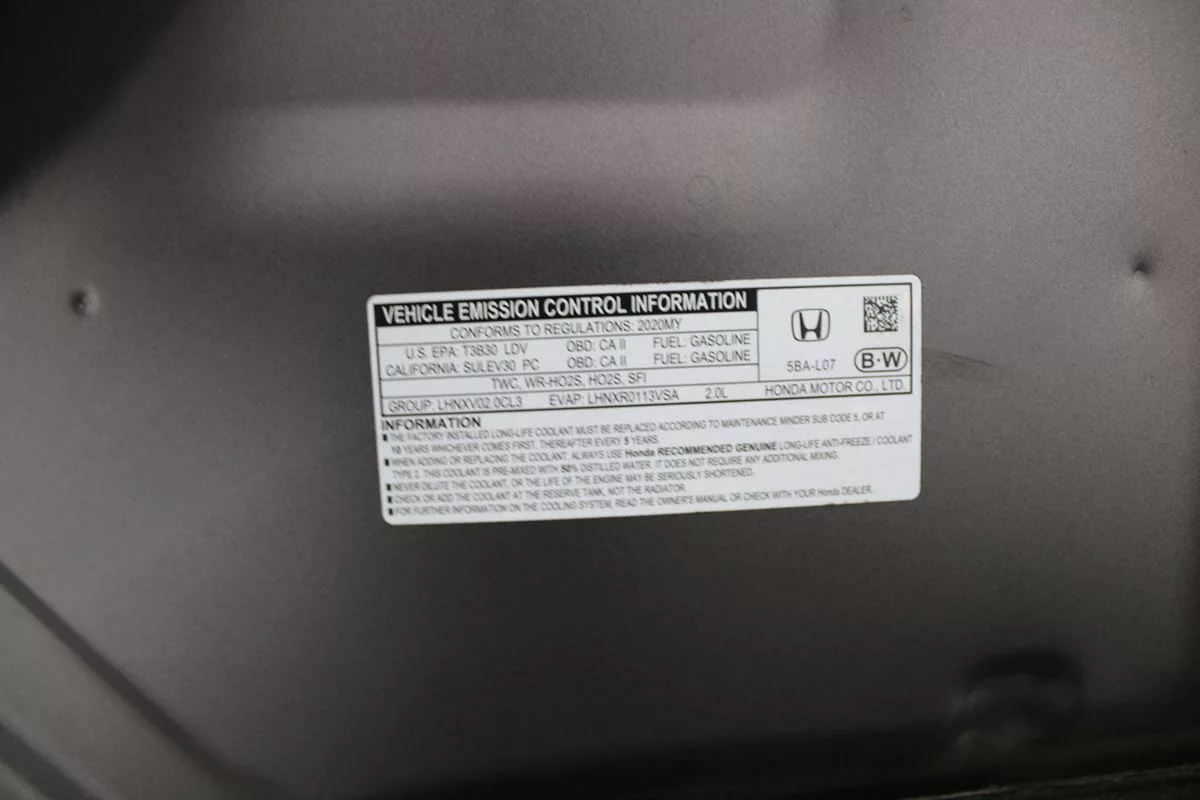 VEHICLE EMISSION CONTROL INFORMATION
CONFORMS TO REGULATIONS: 2020MY
U.S. EPA: T3B30 LDV OBD: CA II FUEL: GASOLINE
CALIFORNIA: SULEV30 PC OBD: CA II FUEL: GASOLINE
TWC, WR-HO2S, HO2S, SFI
GROUP: LHNXV02.0CL3 EVAP: LHNXR0113VSA 2.0L
5BA-L07 B·W
HONDA MOTOR CO., LTD.
INFORMATION
THE FACTORY INSTALLED LONG-LIFE COOLANT MUST BE REPLACED ACCORDING TO MAINTENANCE MINDER SUB CODE 5, OR AT
10 YEARS WHICHEVER COMES FIRST. THEREAFTER EVERY 5 YEARS.
WHEN ADDING OR REPLACING THE COOLANT, ALWAYS USE Honda RECOMMENDED GENUINE LONG-LIFE ANTI-FREEZE / COOLANT
TYPE 2. THIS COOLANT IS PRE-MIXED WITH 50% DISTILLED WATER. IT DOES NOT REQUIRE ANY ADDITIONAL MIXING.
NEVER DILUTE THE COOLANT, OR THE LIFE OF THE ENGINE MAY BE SERIOUSLY SHORTENED.
CHECK OR ADD THE COOLANT AT THE RESERVE TANK, NOT THE RADIATOR.
FOR FURTHER INFORMATION ON THE COOLING SYSTEM, READ THE OWNER'S MANUAL OR CHECK WITH YOUR Honda DEALER.